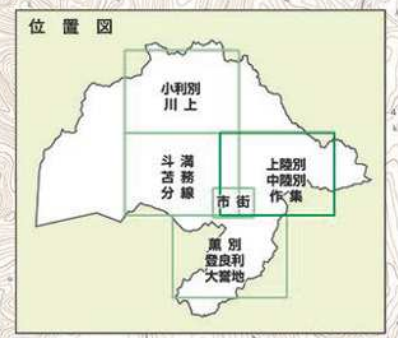 位置図
小利別
川上
斗満
苫務
分線
上陸別
中陸別
作集
市街
薫別
登良利
大誉地